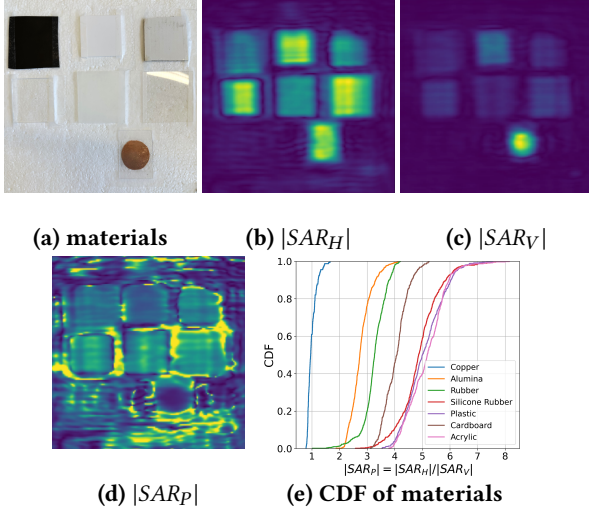 (a) materials
(b) |SAR_H|
(c) |SAR_V|
(d) |SAR_P|
CDF
1.0
0.8
0.6
0.4
0.2
0.0
Copper
Alumina
Rubber
Silicone Rubber
Plastic
Cardboard
Acrylic
1 2 3 4 5 6 7 8
|SAR_P| = |SAR_H|/|SAR_V|
(e) CDF of materials